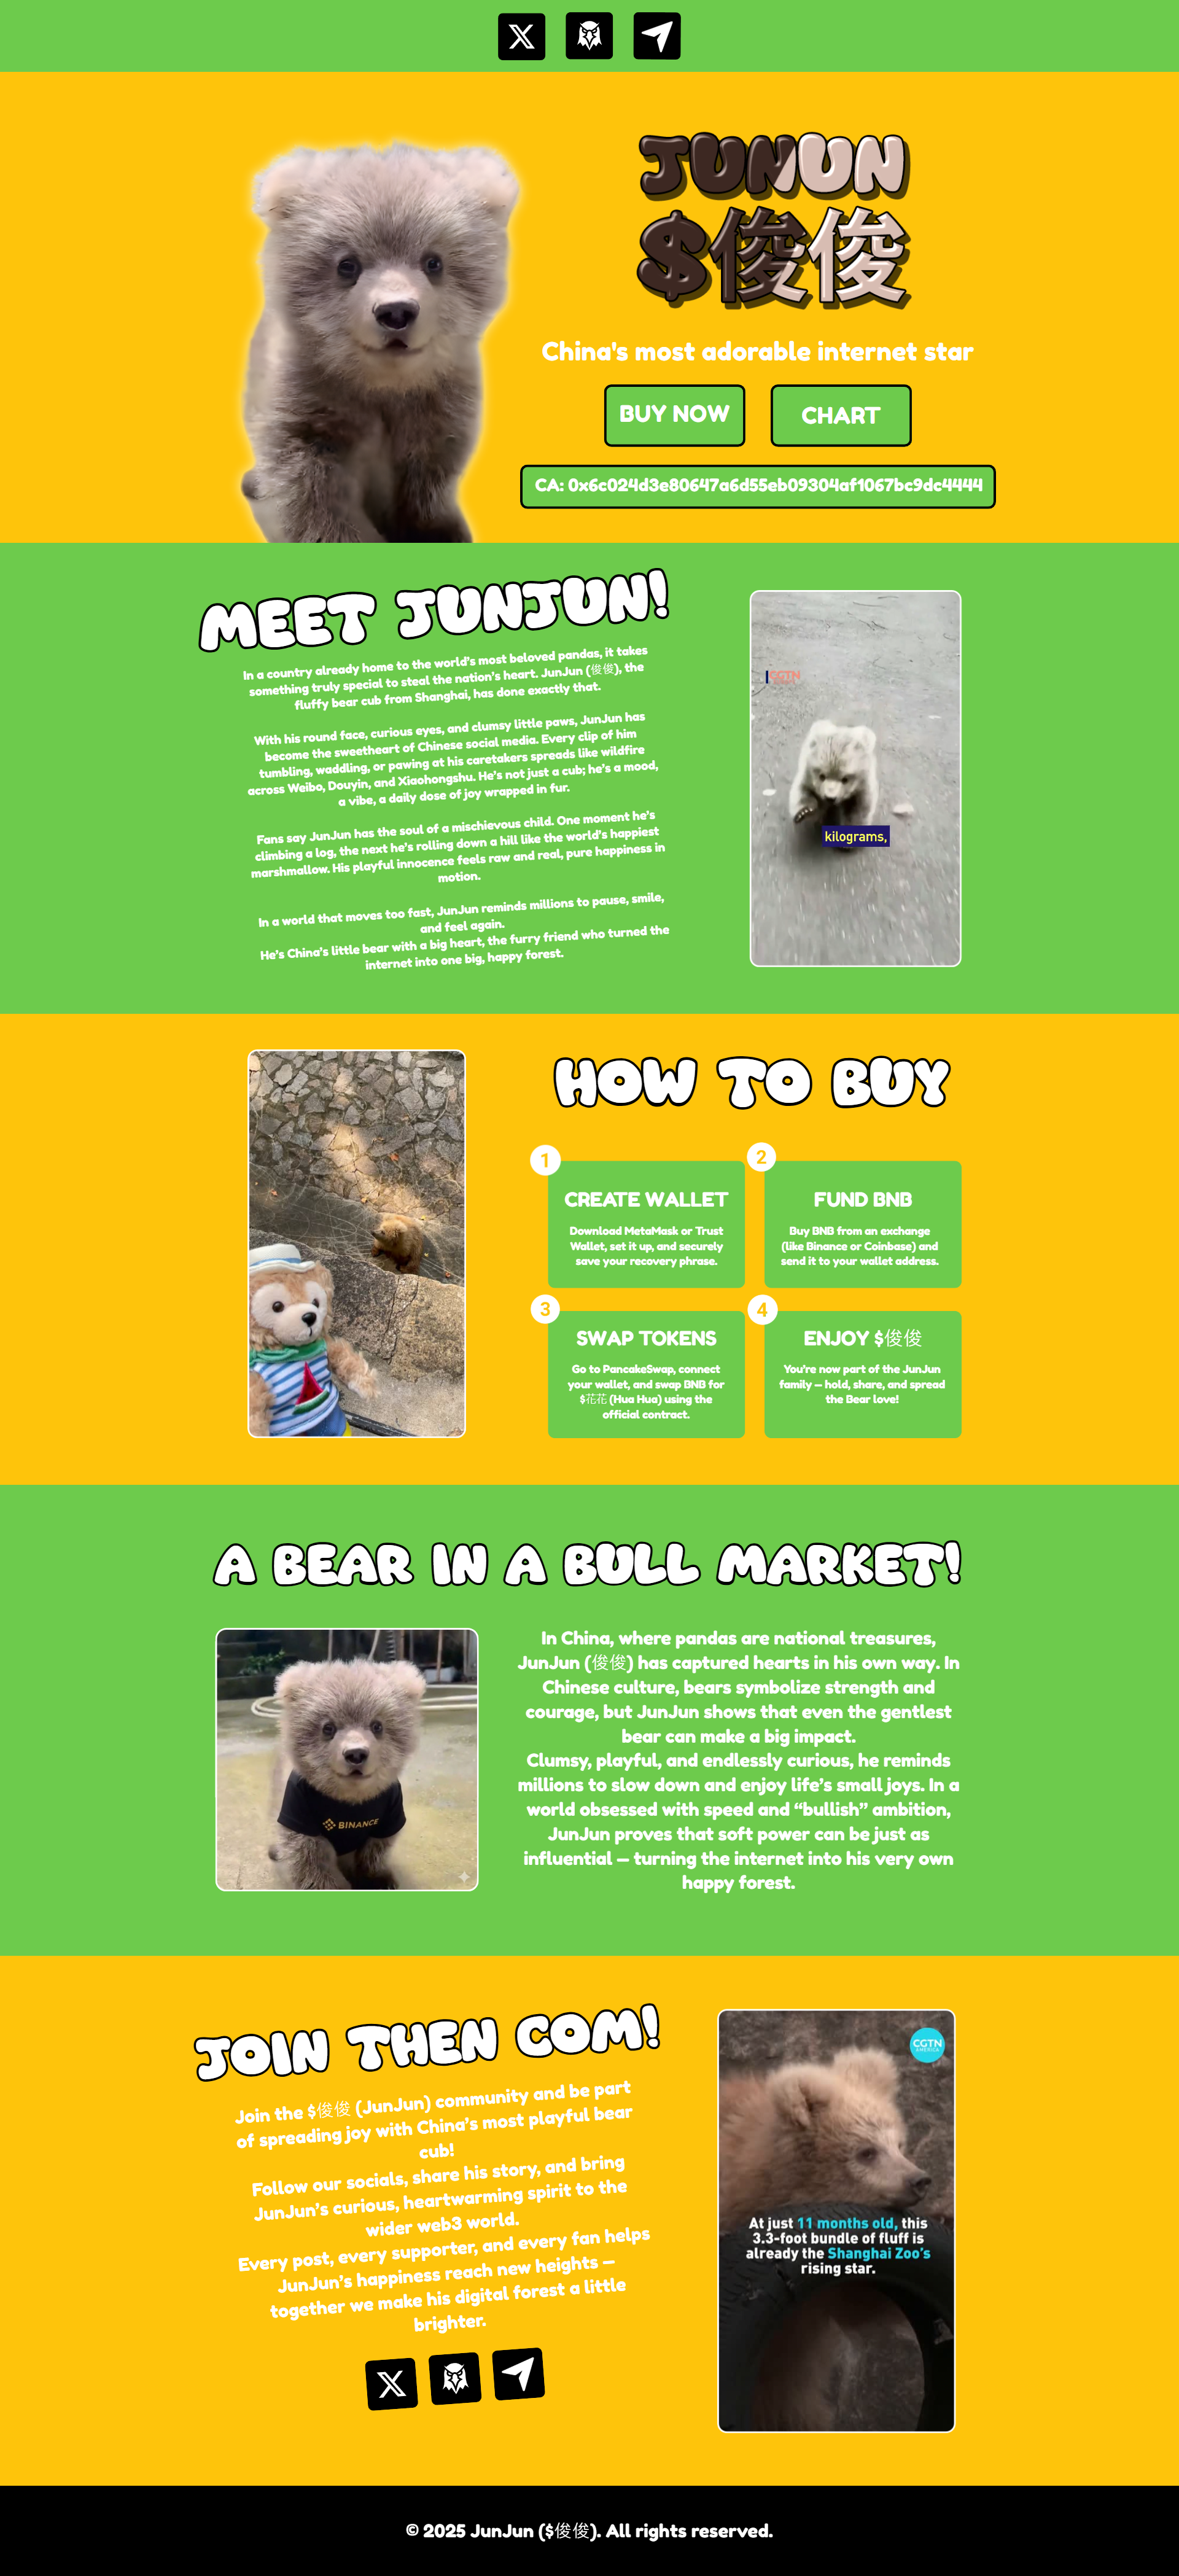 JUNUN
$俊俊
China's most adorable internet star
BUY NOW
CHART
CA: 0x6c024d3e80647a6d55eb09304af1067bc9dc4444
MEET JUNJUN!
In a country already home to the world's most beloved pandas, it takes
something truly special to steal the nation's heart. JunJun (俊俊), the
fluffy bear cub from Shanghai, has done exactly that.
With his round face, curious eyes, and clumsy little paws, JunJun has
become the sweetheart of Chinese social media. Every clip of him
tumbling, waddling, or pawing at his caretakers spreads like wildfire
across Weibo, Douyin, and Xiaohongshu. He's not just a cub; he's a mood,
a vibe, a daily dose of joy wrapped in fur.
Fans say JunJun has the soul of a mischievous child. One moment he's
climbing a log, the next he's rolling down a hill like the world's happiest
marshmallow. His playful innocence feels raw and real, pure happiness in
motion.
In a world that moves too fast, JunJun reminds millions to pause, smile,
and feel again.
He's China's little bear with a big heart, the furry friend who turned the
internet into one big, happy forest.
CGTN
kilograms,
HOW TO BUY
1
CREATE WALLET
Download MetaMask or Trust
Wallet, set it up, and securely
save your recovery phrase.
2
FUND BNB
Buy BNB from an exchange
(like Binance or Coinbase) and
send it to your wallet address.
3
SWAP TOKENS
Go to PancakeSwap, connect
your wallet, and swap BNB for
$花花 (Hua Hua) using the
official contract.
4
ENJOY $俊俊
You're now part of the JunJun
family — hold, share, and spread
the Bear love!
A BEAR IN A BULL MARKET!
BINANCE
In China, where pandas are national treasures,
JunJun (俊俊) has captured hearts in his own way. In
Chinese culture, bears symbolize strength and
courage, but JunJun shows that even the gentlest
bear can make a big impact.
Clumsy, playful, and endlessly curious, he reminds
millions to slow down and enjoy life's small joys. In a
world obsessed with speed and “bullish” ambition,
JunJun proves that soft power can be just as
influential — turning the internet into his very own
happy forest.
JOIN THEN COM!
Join the $俊俊 (JunJun) community and be part
of spreading joy with China's most playful bear
cub!
Follow our socials, share his story, and bring
JunJun's curious, heartwarming spirit to the
wider web3 world.
Every post, every supporter, and every fan helps
JunJun's happiness reach new heights —
together we make his digital forest a little
brighter.
CGTN
AMERICA
At just 11 months old, this
3.3-foot bundle of fluff is
already the Shanghai Zoo's
rising star.
© 2025 JunJun ($俊俊). All rights reserved.